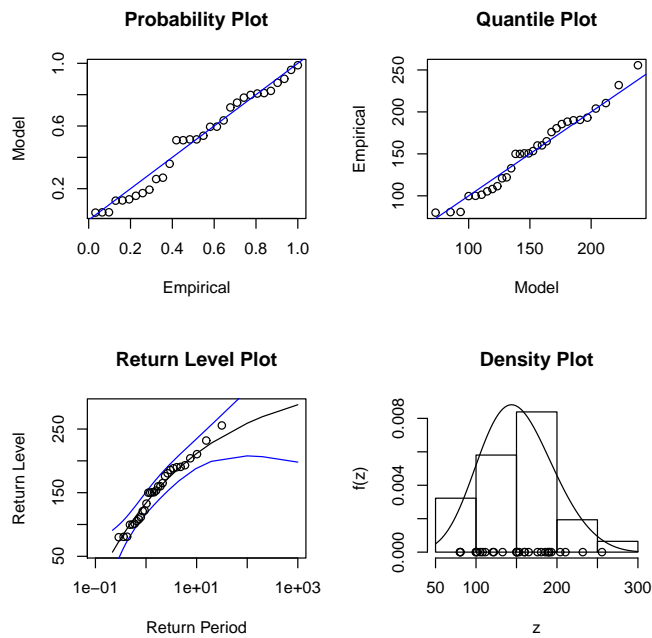 Probability Plot
Model
0.2 0.6 1.0
0.0 0.2 0.4 0.6 0.8 1.0
Empirical
Quantile Plot
Empirical
100 150 200 250
100 150 200
Model
Return Level Plot
Return Level
50 150 250
1e−01 1e+01 1e+03
Return Period
Density Plot
f(z)
0.000 0.004 0.008
50 100 200 300
z